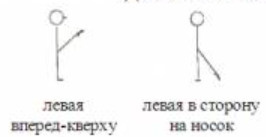 левая
вперед-кверху
левая в сторону
на носок